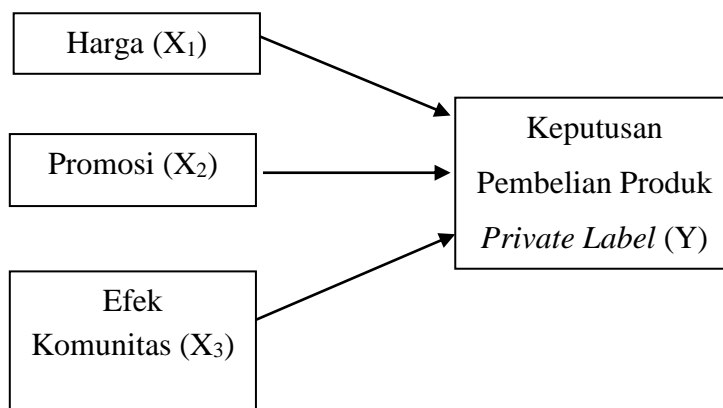 Harga (X₁)
Promosi (X₂)
Efek
Komunitas (X₃)
Keputusan
Pembelian Produk
Private Label (Y)